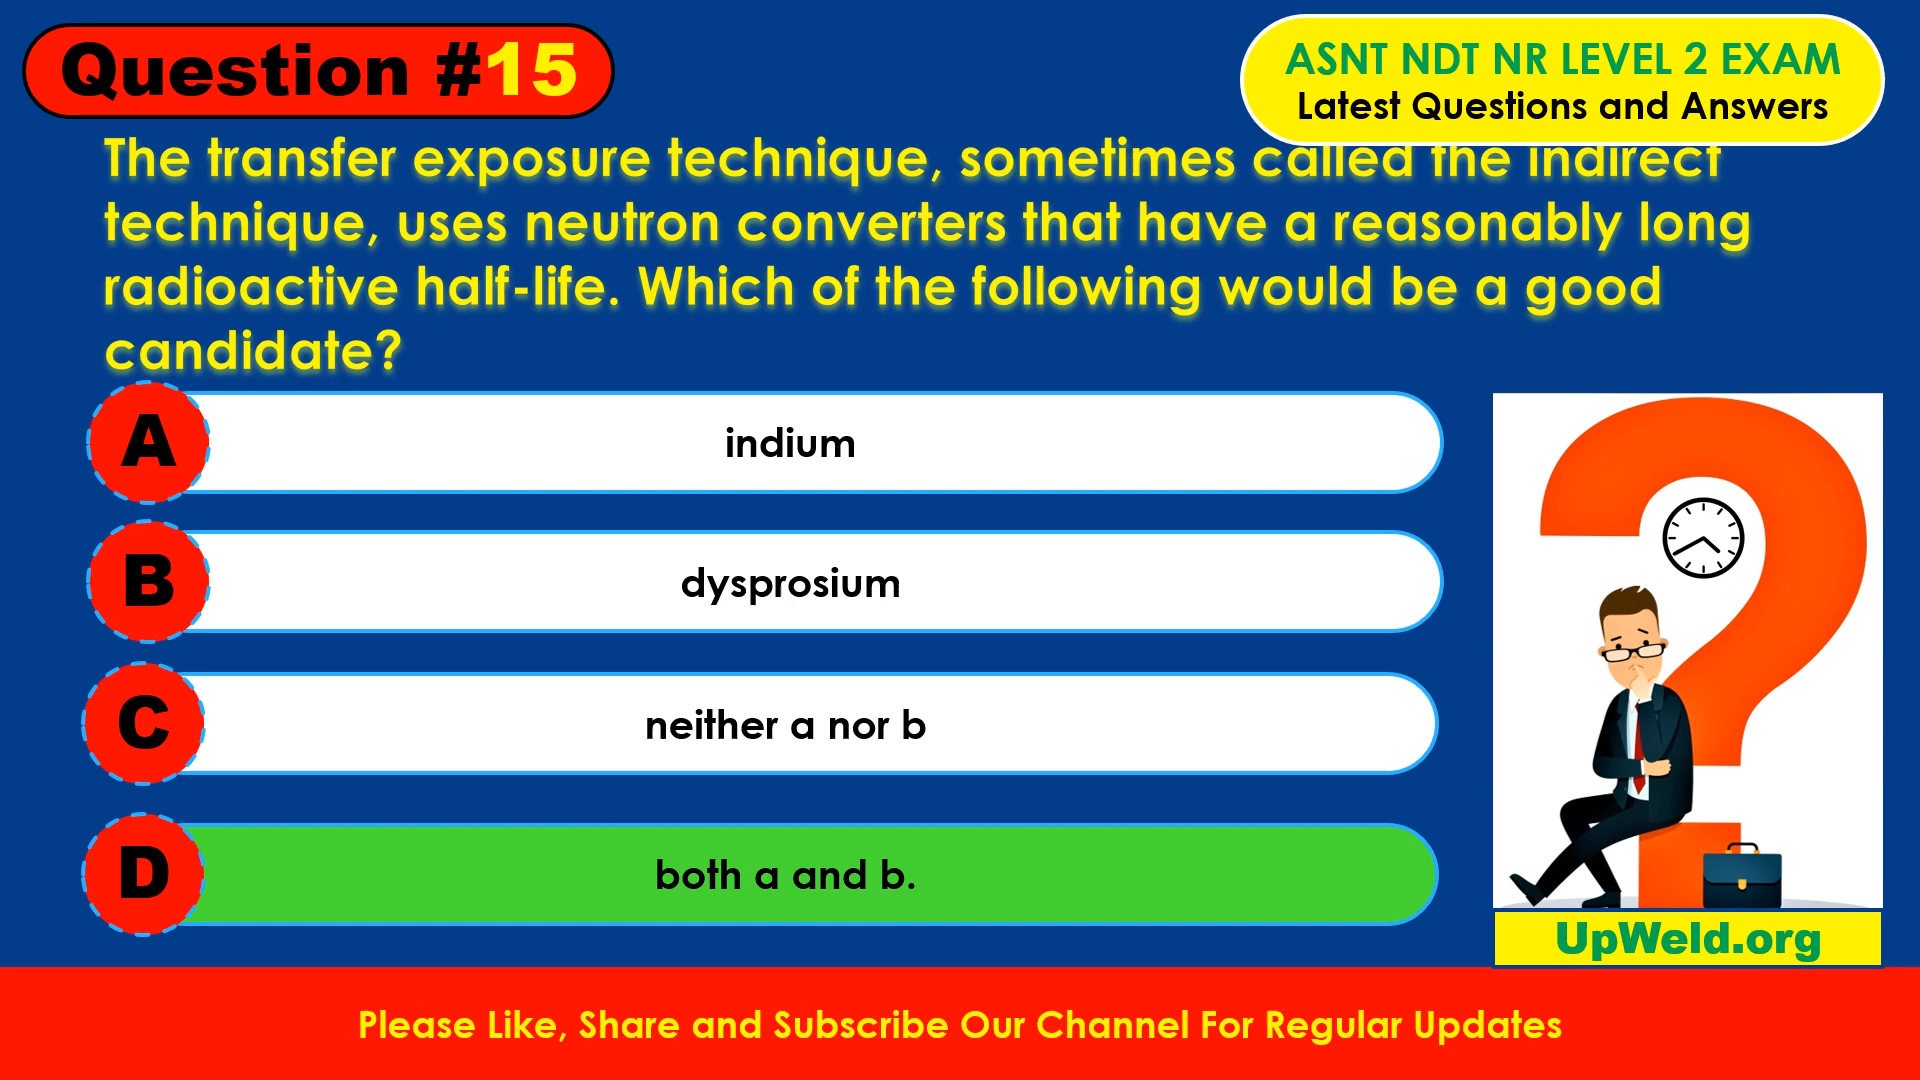 Question #15
ASNT NDT NR LEVEL 2 EXAM
Latest Questions and Answers
The transfer exposure technique, sometimes called the indirect
technique, uses neutron converters that have a reasonably long
radioactive half-life. Which of the following would be a good
candidate?
A
indium
B
dysprosium
C
neither a nor b
D
both a and b.
UpWeld.org
Please Like, Share and Subscribe Our Channel For Regular Updates